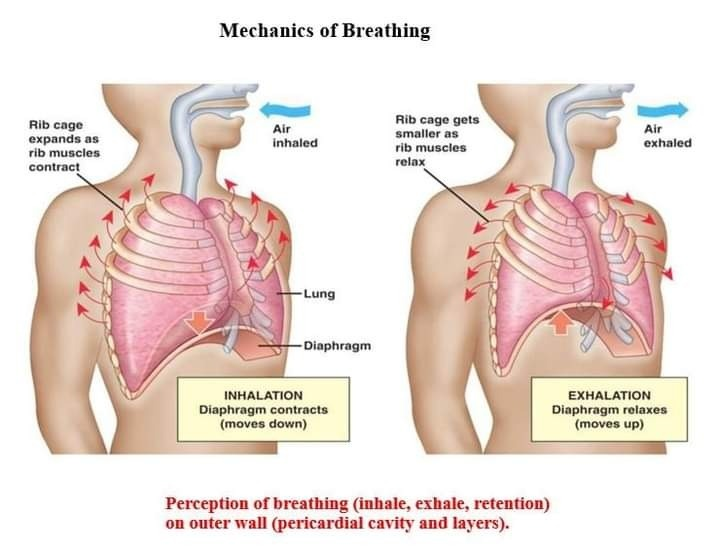 Mechanics of Breathing
Rib cage
expands as
rib muscles
contract
Air
inhaled
Lung
Diaphragm
INHALATION
Diaphragm contracts
(moves down)
Rib cage gets
smaller as
rib muscles
relax
Air
exhaled
EXHALATION
Diaphragm relaxes
(moves up)
Perception of breathing (inhale, exhale, retention)
on outer wall (pericardial cavity and layers).